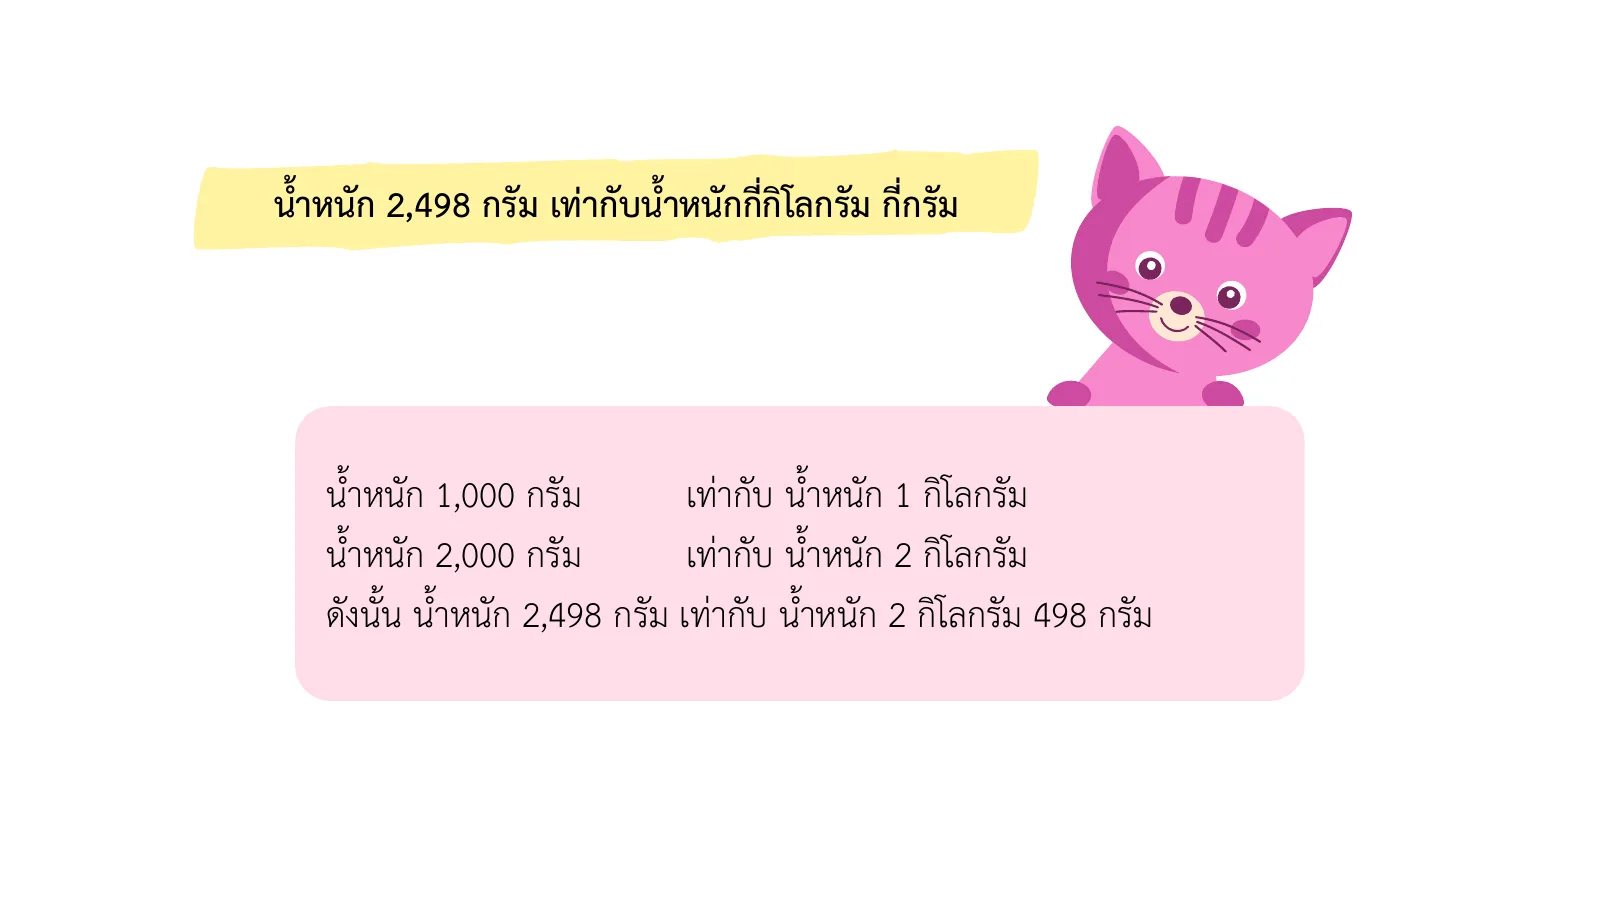 น้ำหนัก 2,498 กรัม เท่ากับน้ำหนักกี่กิโลกรัม กี่กรัม
น้ำหนัก 1,000 กรัม เท่ากับ น้ำหนัก 1 กิโลกรัม
น้ำหนัก 2,000 กรัม เท่ากับ น้ำหนัก 2 กิโลกรัม
ดังนั้น น้ำหนัก 2,498 กรัม เท่ากับ น้ำหนัก 2 กิโลกรัม 498 กรัม